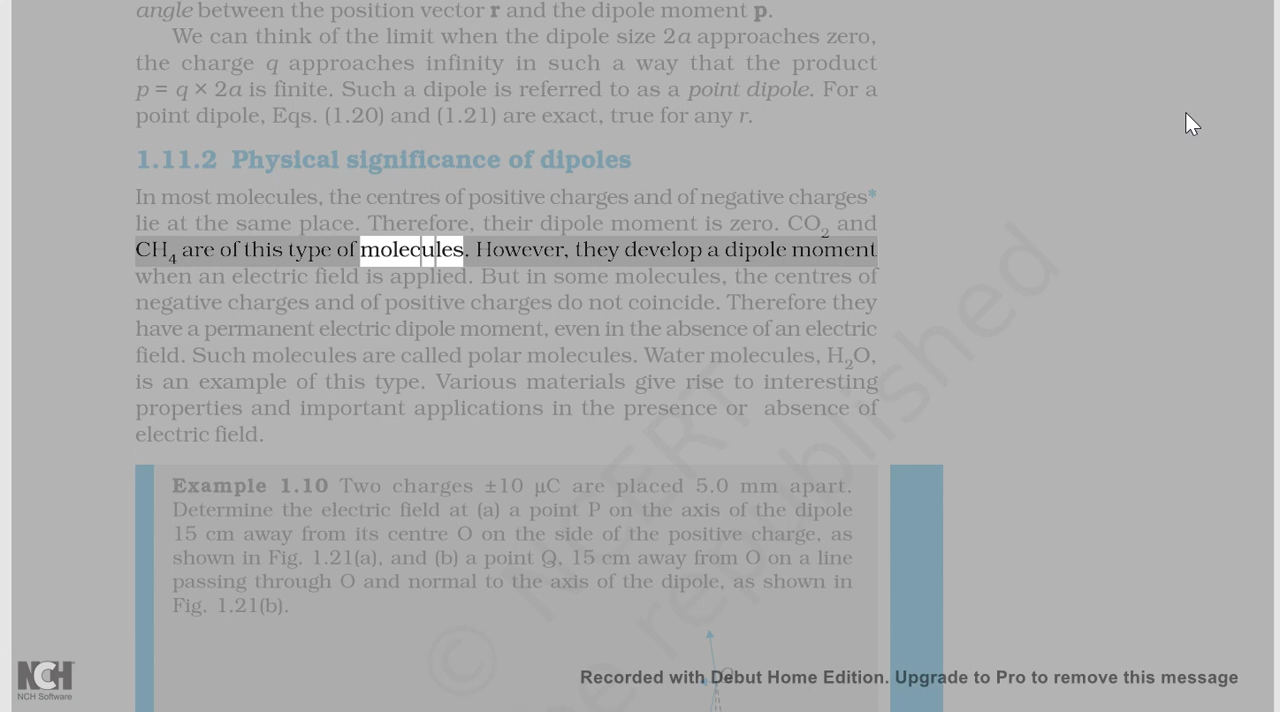 angle between the position vector r and the dipole moment p.
We can think of the limit when the dipole size 2a approaches zero,
the charge q approaches infinity in such a way that the product
p = q × 2a is finite. Such a dipole is referred to as a point dipole. For a
point dipole, Eqs. (1.20) and (1.21) are exact, true for any r.
1.11.2 Physical significance of dipoles
In most molecules, the centres of positive charges and of negative charges*
lie at the same place. Therefore, their dipole moment is zero. CO₂ and
CH₄ are of this type of molecules. However, they develop a dipole moment
when an electric field is applied. But in some molecules, the centres of
negative charges and of positive charges do not coincide. Therefore they
have a permanent electric dipole moment, even in the absence of an electric
field. Such molecules are called polar molecules. Water molecules, H₂O,
is an example of this type. Various materials give rise to interesting
properties and important applications in the presence or absence of
electric field.
Example 1.10 Two charges ±10 μC are placed 5.0 mm apart.
Determine the electric field at (a) a point P on the axis of the dipole
15 cm away from its centre O on the side of the positive charge, as
shown in Fig. 1.21(a), and (b) a point Q, 15 cm away from O on a line
passing through O and normal to the axis of the dipole, as shown in
Fig. 1.21(b).
© NCERT
republished
NCH
NCH Software
Recorded with Debut Home Edition. Upgrade to Pro to remove this message